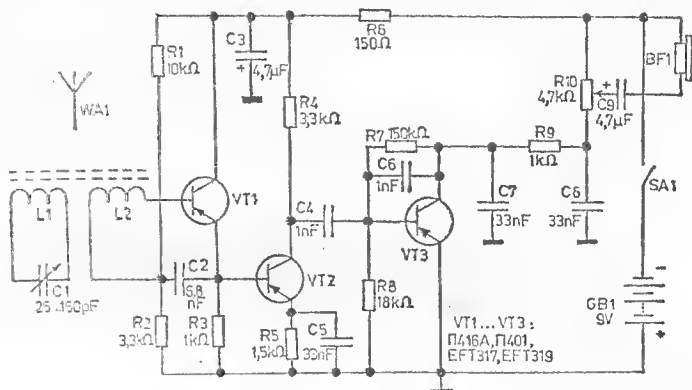 R1
10kΩ
C3
+
4,7µF
R6
150Ω
BF1
WA1
R4
3,3kΩ
R10
4,7kΩ
+
C9
4,7µF
R7
150kΩ
C6
1nF
R9
1kΩ
SA1
L1
L2
VT1
C4
1nF
C7
33nF
C6
33nF
VT3
C2
6,8
nF
VT2
C1
25..150pF
R8
18kΩ
GB1
9V
R2
3,3kΩ
R3
1kΩ
R5
1,5kΩ
C5
33nF
VT1...VT3:
П416А, П401,
EFT317, EFT319